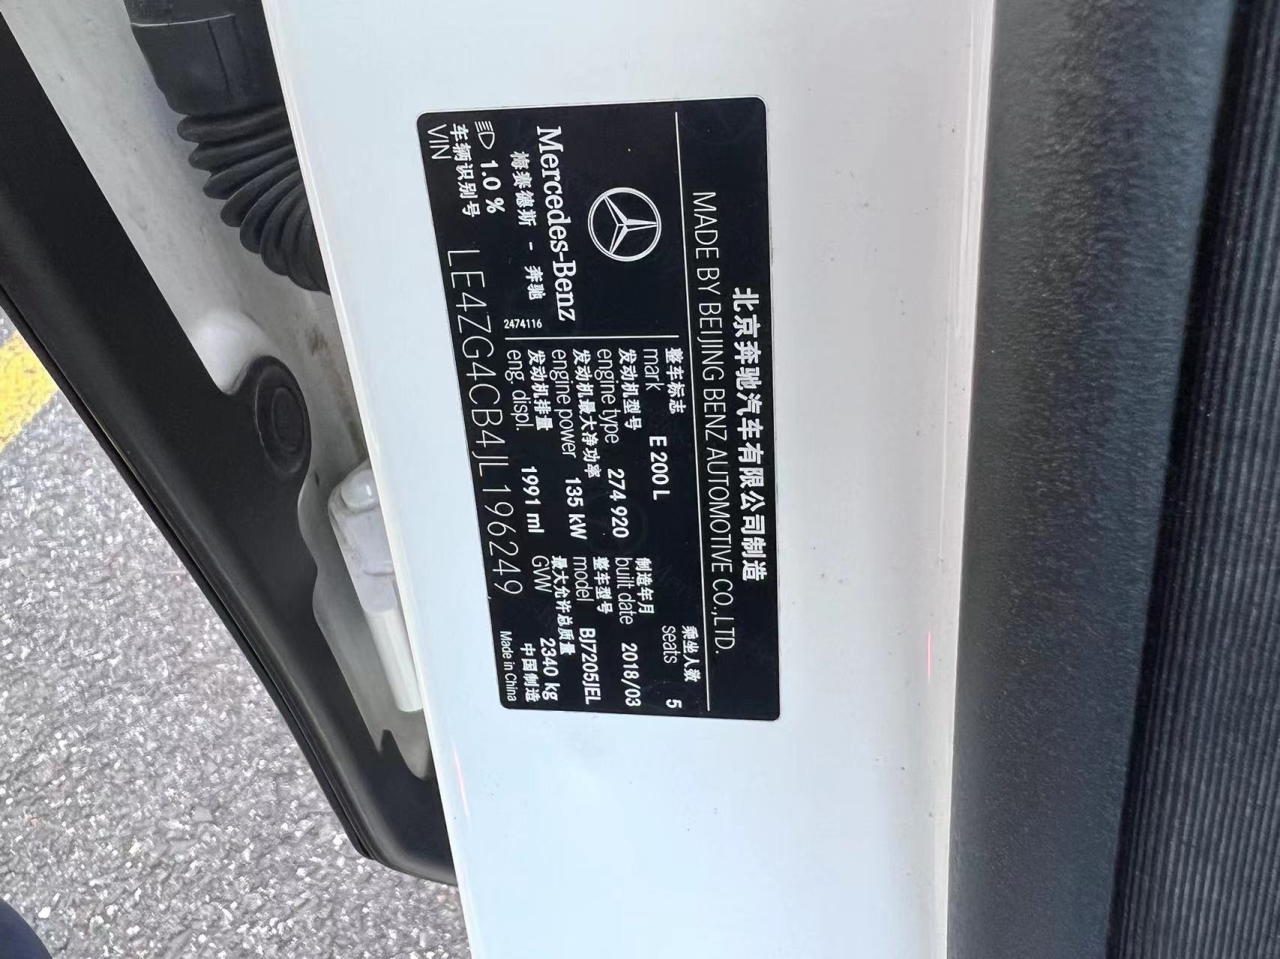 北京奔驰汽车有限公司制造
MADE BY BEIJING BENZ AUTOMOTIVE CO.,LTD.
乘坐人数
seats 5
整车标志
mark E 200 L
制造年月
built date 2018/03
发动机型号
engine type 274 920
整车型号
model BJ7205JEL
发动机最大净功率
engine power 135 kW
最大允许总质量
GVW 2340 kg
发动机排量
eng. displ. 1991 ml
中国制造
Made in China
Mercedes-Benz
梅赛德斯 - 奔驰
2474116
1.0 %
车辆识别号
VIN LE4ZG4CB4JL196249